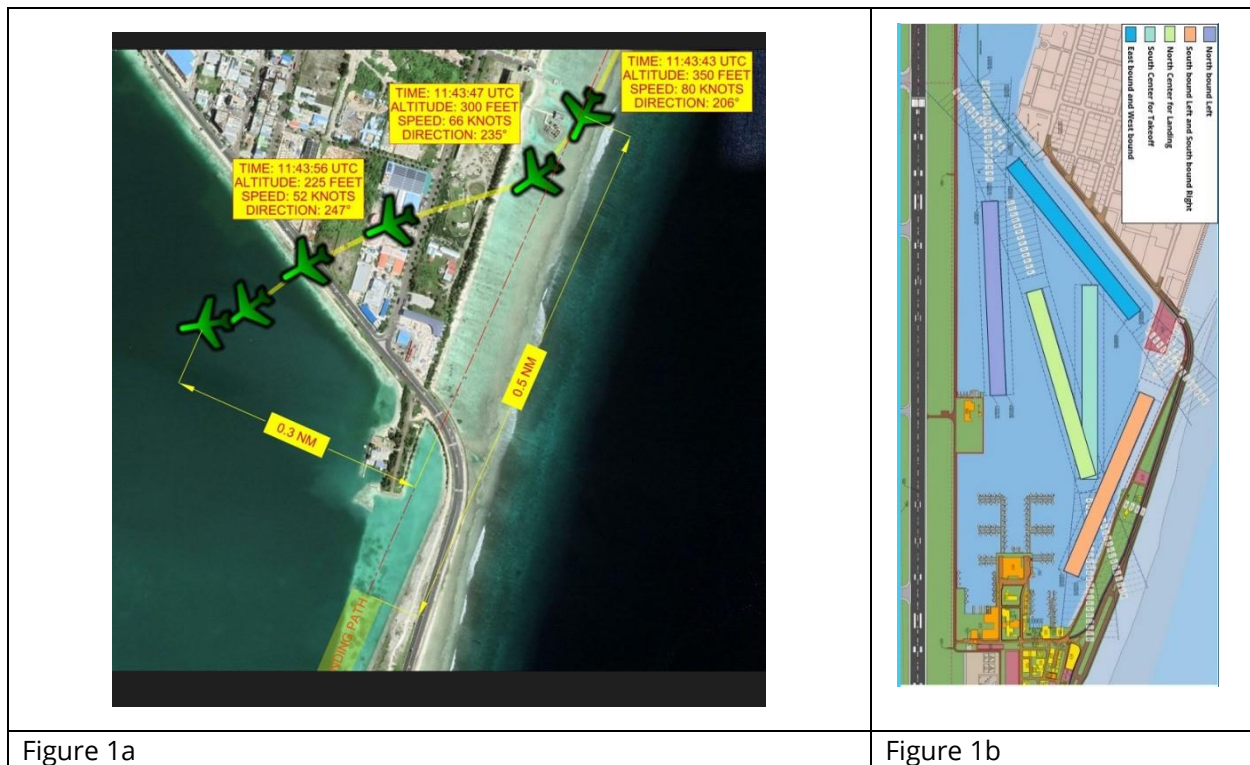 TIME: 11:43:43 UTC
ALTITUDE: 350 FEET
SPEED: 80 KNOTS
DIRECTION: 206°
TIME: 11:43:47 UTC
ALTITUDE: 300 FEET
SPEED: 66 KNOTS
DIRECTION: 235°
TIME: 11:43:56 UTC
ALTITUDE: 225 FEET
SPEED: 52 KNOTS
DIRECTION: 247°
0.5 NM
0.3 NM
NDING PATH
North bound Left
South bound Left and South bound Right
North Center for Landing
South Center for Takeoff
East bound and West bound
Figure 1a
Figure 1b